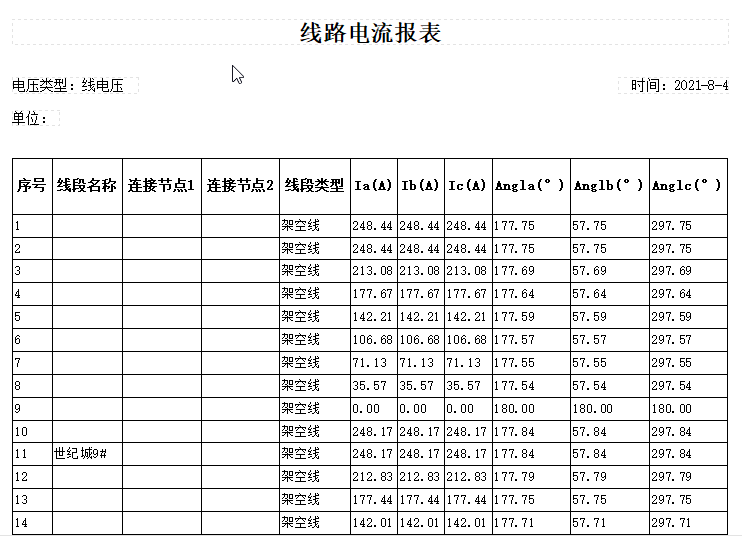 线路电流报表
电压类型：线电压 时间：2021-8-4
单位：
序号 线段名称 连接节点1 连接节点2 线段类型 Ia(A) Ib(A) Ic(A) Angla(°) Anglb(°) Anglc(°)
1 架空线 248.44 248.44 248.44 177.75 57.75 297.75
2 架空线 248.44 248.44 248.44 177.75 57.75 297.75
3 架空线 213.08 213.08 213.08 177.69 57.69 297.69
4 架空线 177.67 177.67 177.67 177.64 57.64 297.64
5 架空线 142.21 142.21 142.21 177.59 57.59 297.59
6 架空线 106.68 106.68 106.68 177.57 57.57 297.57
7 架空线 71.13 71.13 71.13 177.55 57.55 297.55
8 架空线 35.57 35.57 35.57 177.54 57.54 297.54
9 架空线 0.00 0.00 0.00 180.00 180.00 180.00
10 架空线 248.17 248.17 248.17 177.84 57.84 297.84
11 世纪城9# 架空线 248.17 248.17 248.17 177.84 57.84 297.84
12 架空线 212.83 212.83 212.83 177.79 57.79 297.79
13 架空线 177.44 177.44 177.44 177.75 57.75 297.75
14 架空线 142.01 142.01 142.01 177.71 57.71 297.71